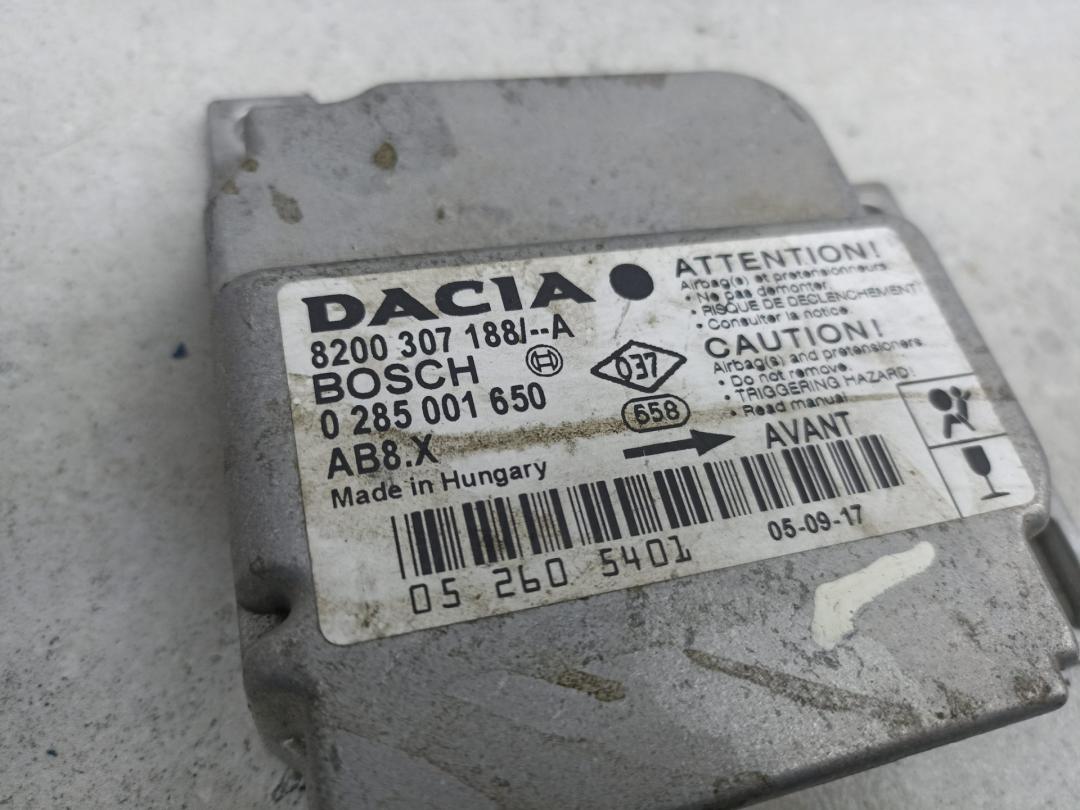 DACIA
8200 307 188/--A
BOSCH
0 285 001 650
AB8.X
Made in Hungary
037
658
ATTENTION!
Airbag(s) et pretensionneurs
• No pas demonter.
• RISQUE DE DECLENCHEMENT
• Consulter la notice.
CAUTION!
Airbag(s) and pretensioners
• Do not remove.
• TRIGGERING HAZARD!
• Read manual
AVANT
05-09-17
05 260 5401